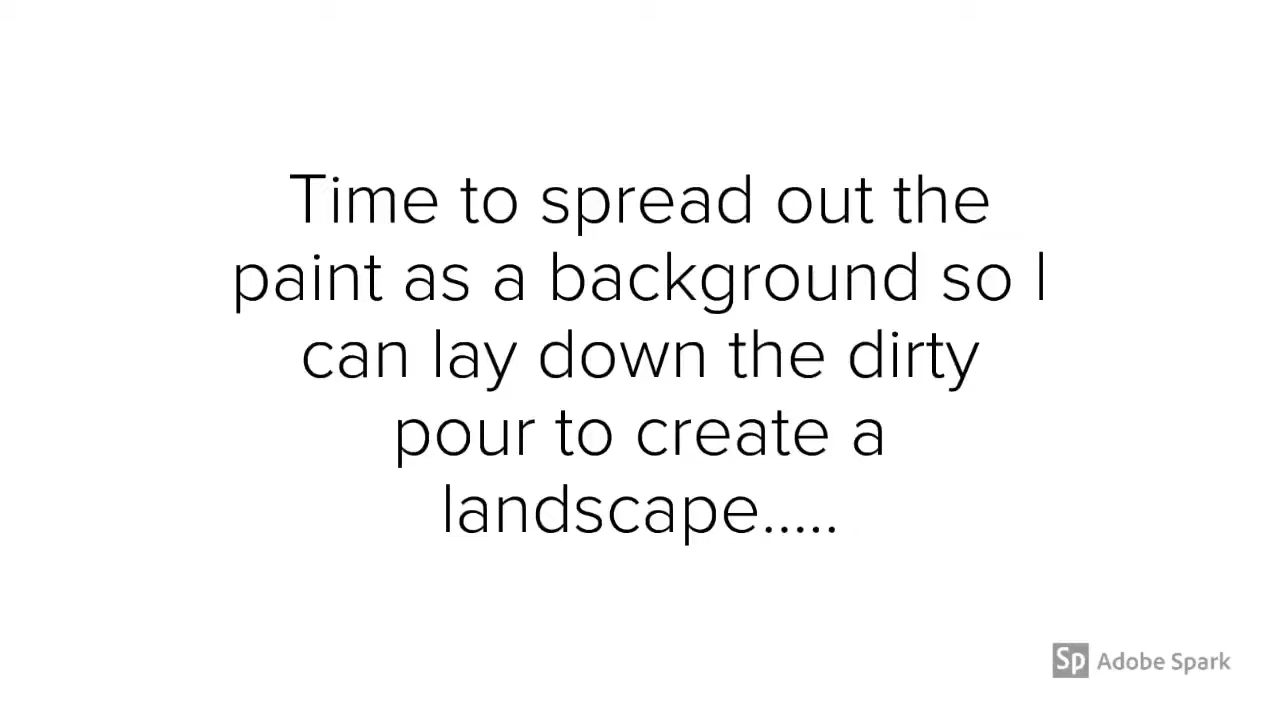 Time to spread out the
paint as a background so I
can lay down the dirty
pour to create a
landscape.....
Sp Adobe Spark